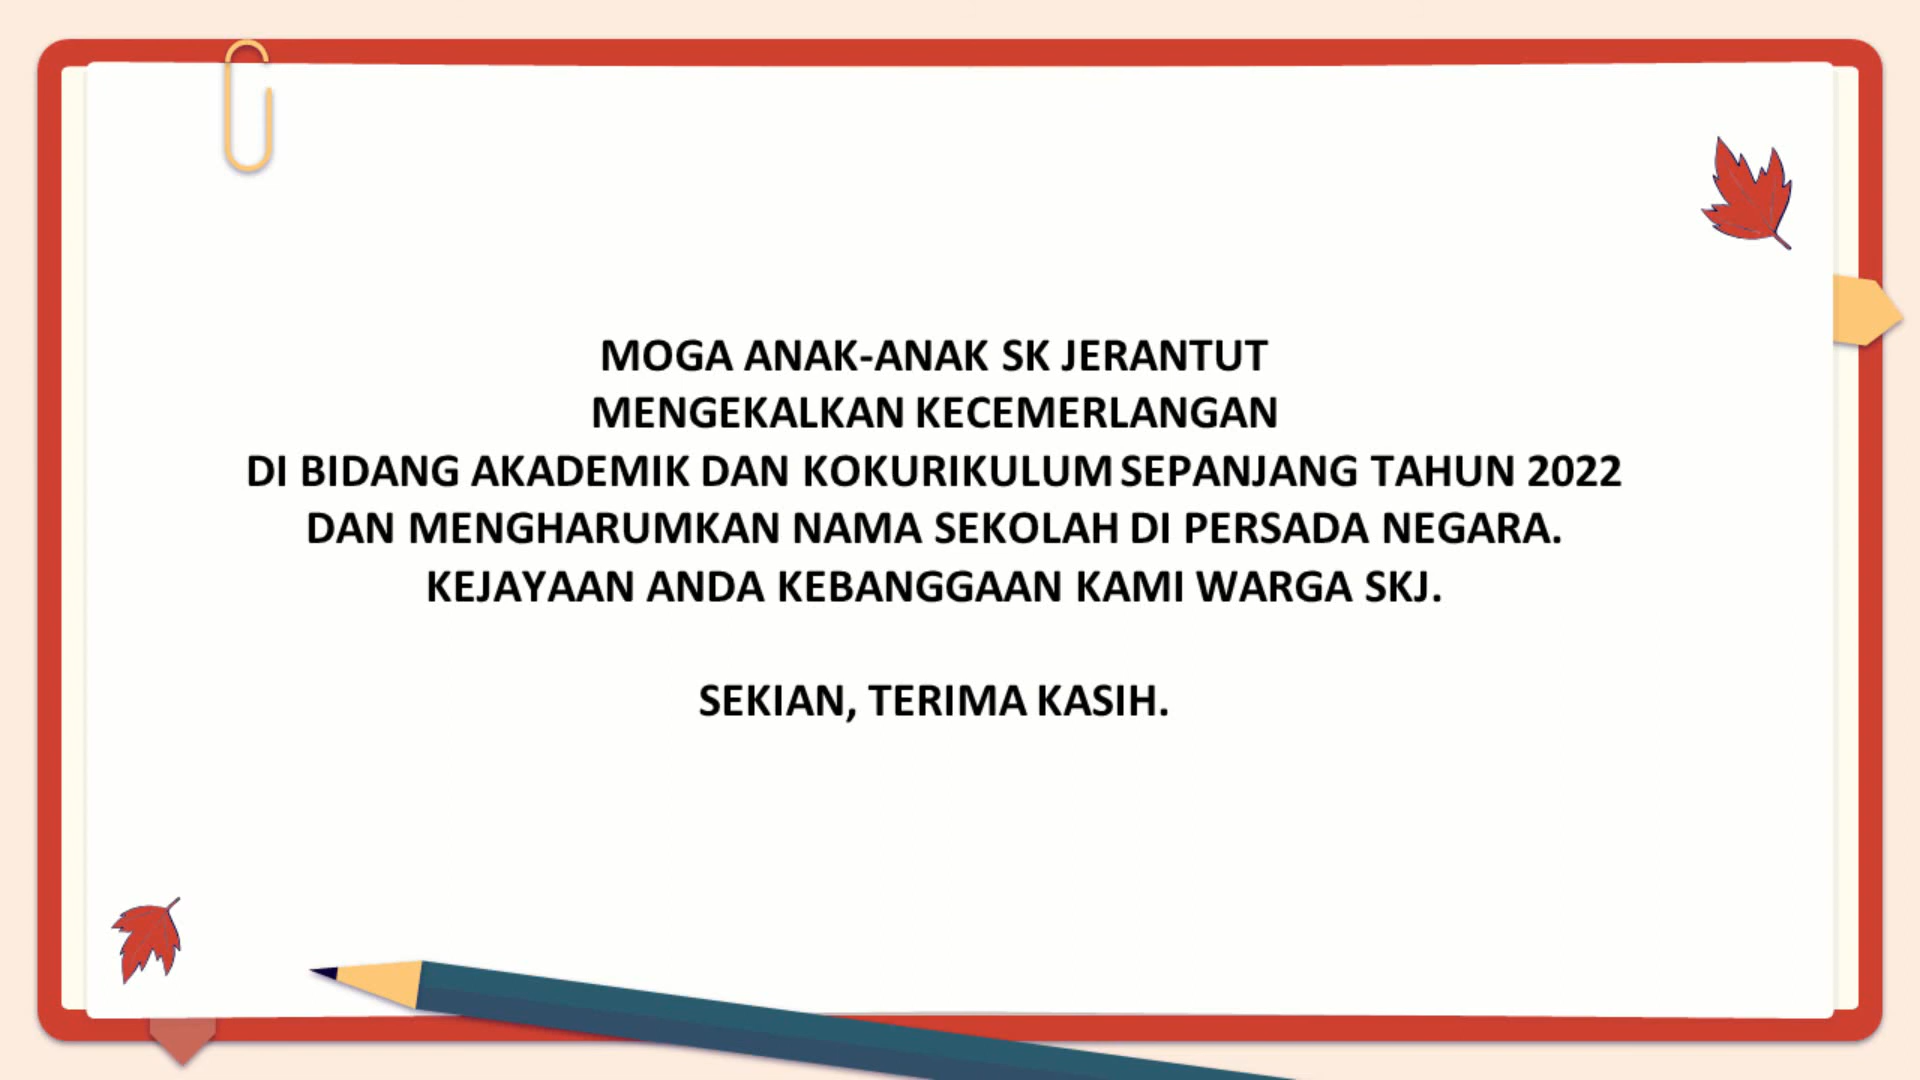 MOGA ANAK-ANAK SK JERANTUT
MENGEKALKAN KECEMERLANGAN
DI BIDANG AKADEMIK DAN KOKURIKULUM SEPANJANG TAHUN 2022
DAN MENGHARUMKAN NAMA SEKOLAH DI PERSADA NEGARA.
KEJAYAAN ANDA KEBANGGAAN KAMI WARGA SKJ.
SEKIAN, TERIMA KASIH.